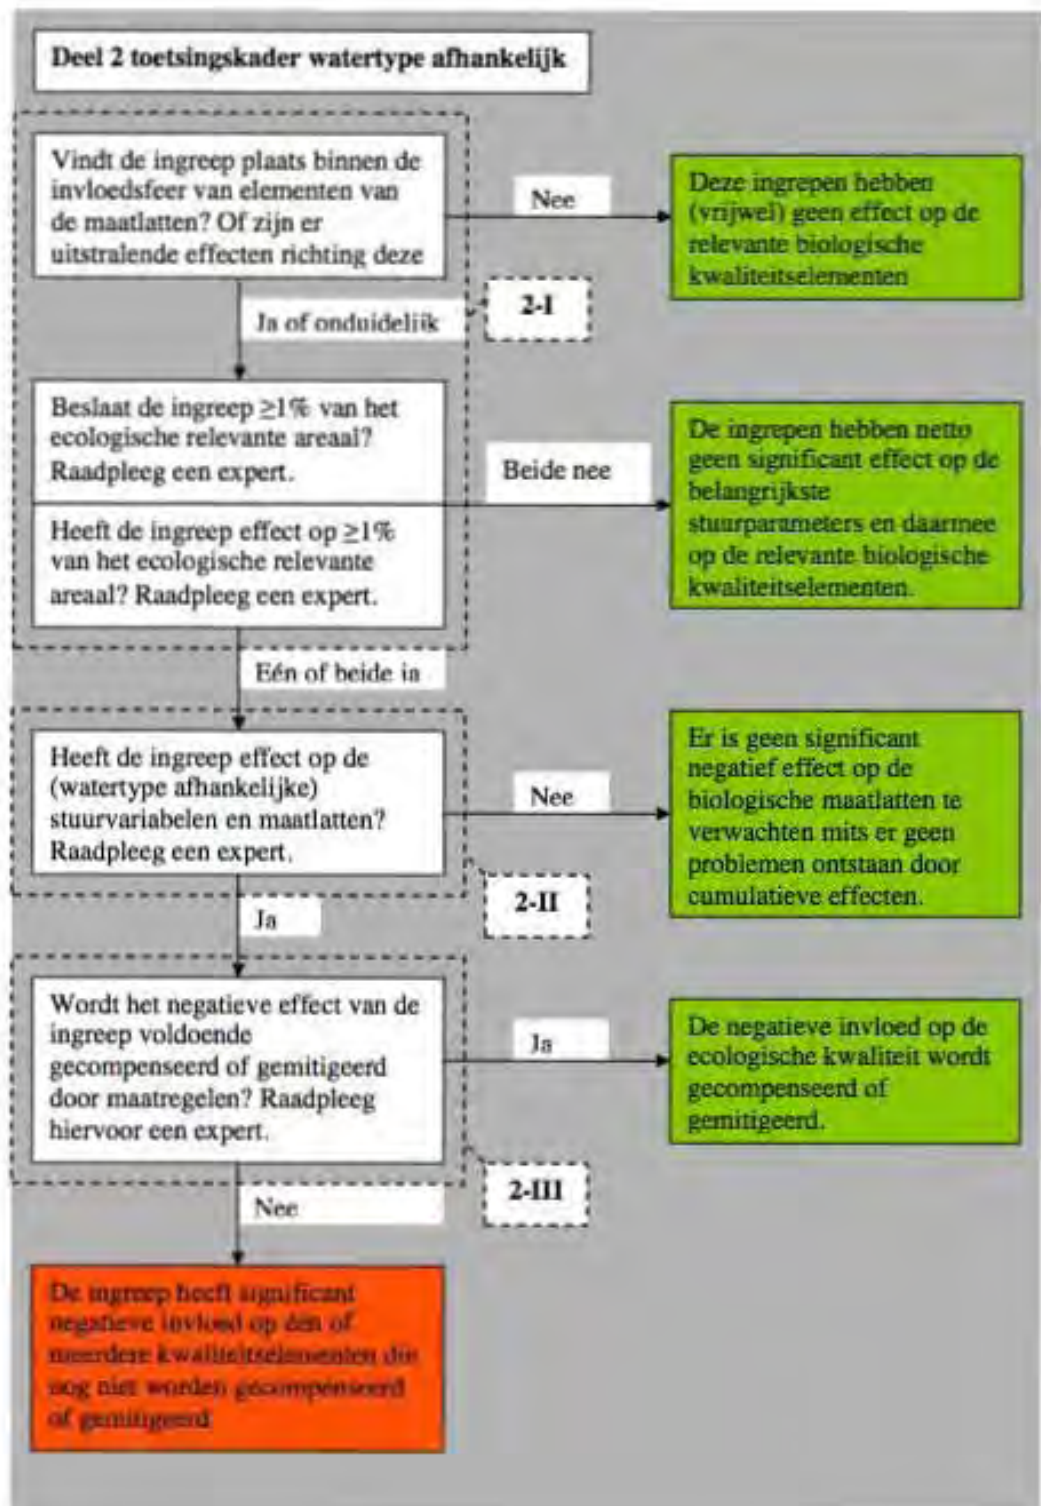 Deel 2 toetsingskader watertype afhankelijk
Vindt de ingreep plaats binnen de
invloedsfeer van elementen van
de maatlatten? Of zijn er
uitstralende effecten richting deze
Nee
Deze ingrepen hebben
(vrijwel) geen effect op de
relevante biologische
kwaliteitselementen
Ja of onduidelijk
2-I
Beslaat de ingreep ≥1% van het
ecologische relevante areaal?
Raadpleeg een expert.
Heeft de ingreep effect op ≥1%
van het ecologische relevante
areaal? Raadpleeg een expert.
Beide nee
De ingrepen hebben netto
geen significant effect op de
belangrijkste
stuurparameters en daarmee
op de relevante biologische
kwaliteitselementen.
Eén of beide ja
Heeft de ingreep effect op de
(watertype afhankelijke)
stuurvariabelen en maatlatten?
Raadpleeg een expert.
Nee
Er is geen significant
negatief effect op de
biologische maatlatten te
verwachten mits er geen
problemen ontstaan door
cumulatieve effecten.
2-II
Ja
Wordt het negatieve effect van de
ingreep voldoende
gecompenseerd of gemitigeerd
door maatregelen? Raadpleeg
hiervoor een expert.
Ja
De negatieve invloed op de
ecologische kwaliteit wordt
gecompenseerd of
gemitigeerd.
2-III
Nee
De ingreep heeft significant
negatieve invloed op één of
meerdere kwaliteitselementen die
nog niet worden gecompenseerd
of gemitigeerd